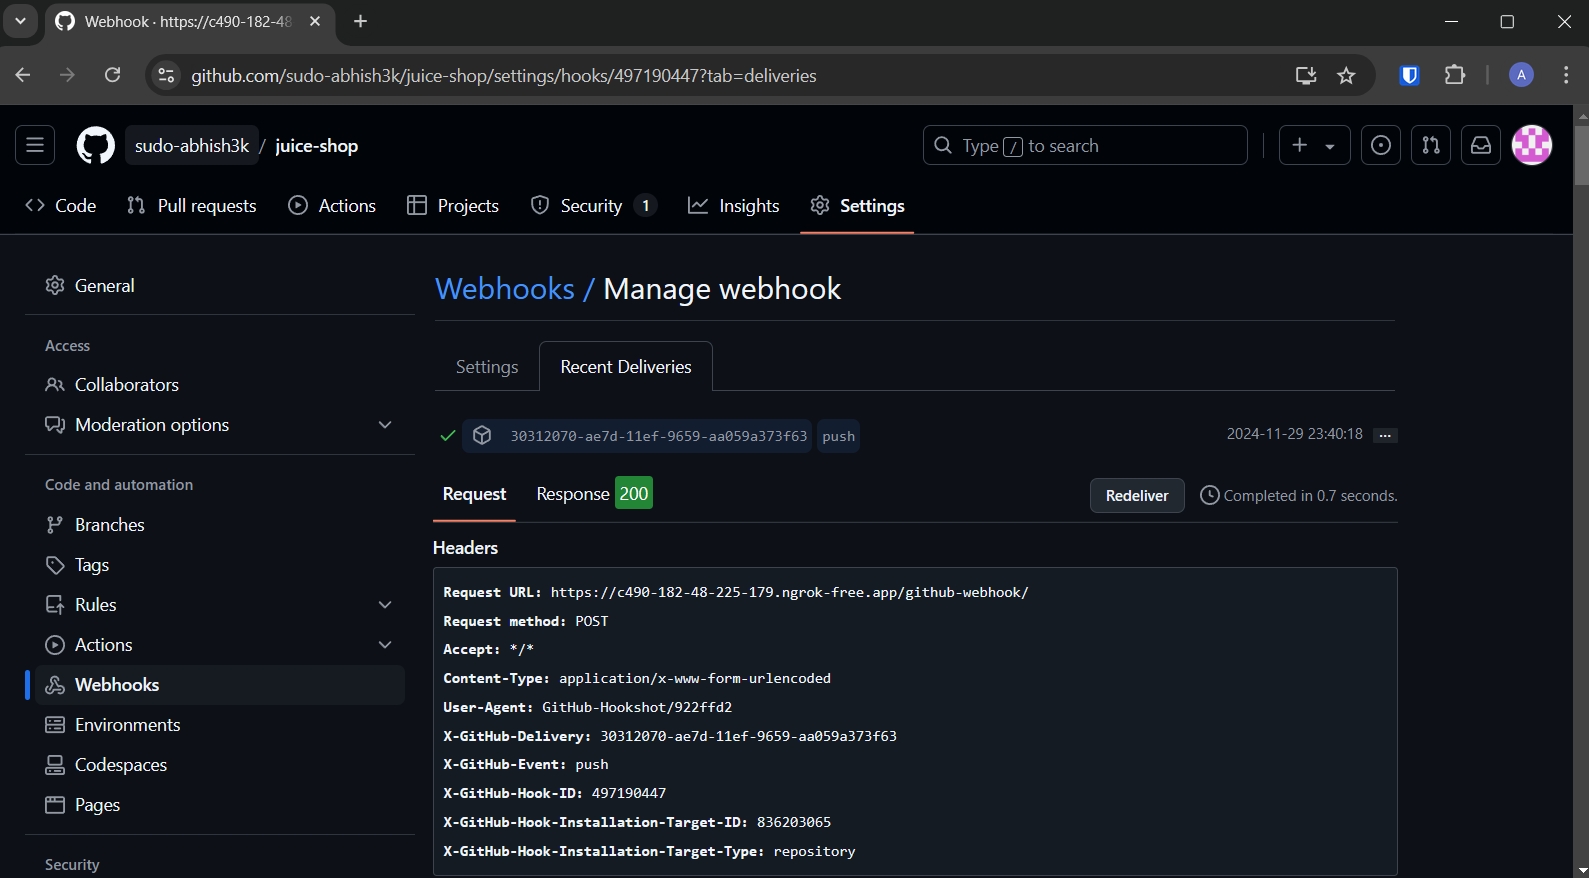 Webhook · https://c490-182-48
github.com/sudo-abhish3k/juice-shop/settings/hooks/497190447?tab=deliveries
A
sudo-abhish3k / juice-shop
Type / to search
Code
Pull requests
Actions
Projects
Security 1
Insights
Settings
General
Access
Collaborators
Moderation options
Code and automation
Branches
Tags
Rules
Actions
Webhooks
Environments
Codespaces
Pages
Security
Webhooks / Manage webhook
Settings
Recent Deliveries
30312070-ae7d-11ef-9659-aa059a373f63 push
2024-11-29 23:40:18 ...
Request
Response 200
Redeliver
Completed in 0.7 seconds.
Headers
Request URL: https://c490-182-48-225-179.ngrok-free.app/github-webhook/
Request method: POST
Accept: */*
Content-Type: application/x-www-form-urlencoded
User-Agent: GitHub-Hookshot/922ffd2
X-GitHub-Delivery: 30312070-ae7d-11ef-9659-aa059a373f63
X-GitHub-Event: push
X-GitHub-Hook-ID: 497190447
X-GitHub-Hook-Installation-Target-ID: 836203065
X-GitHub-Hook-Installation-Target-Type: repository